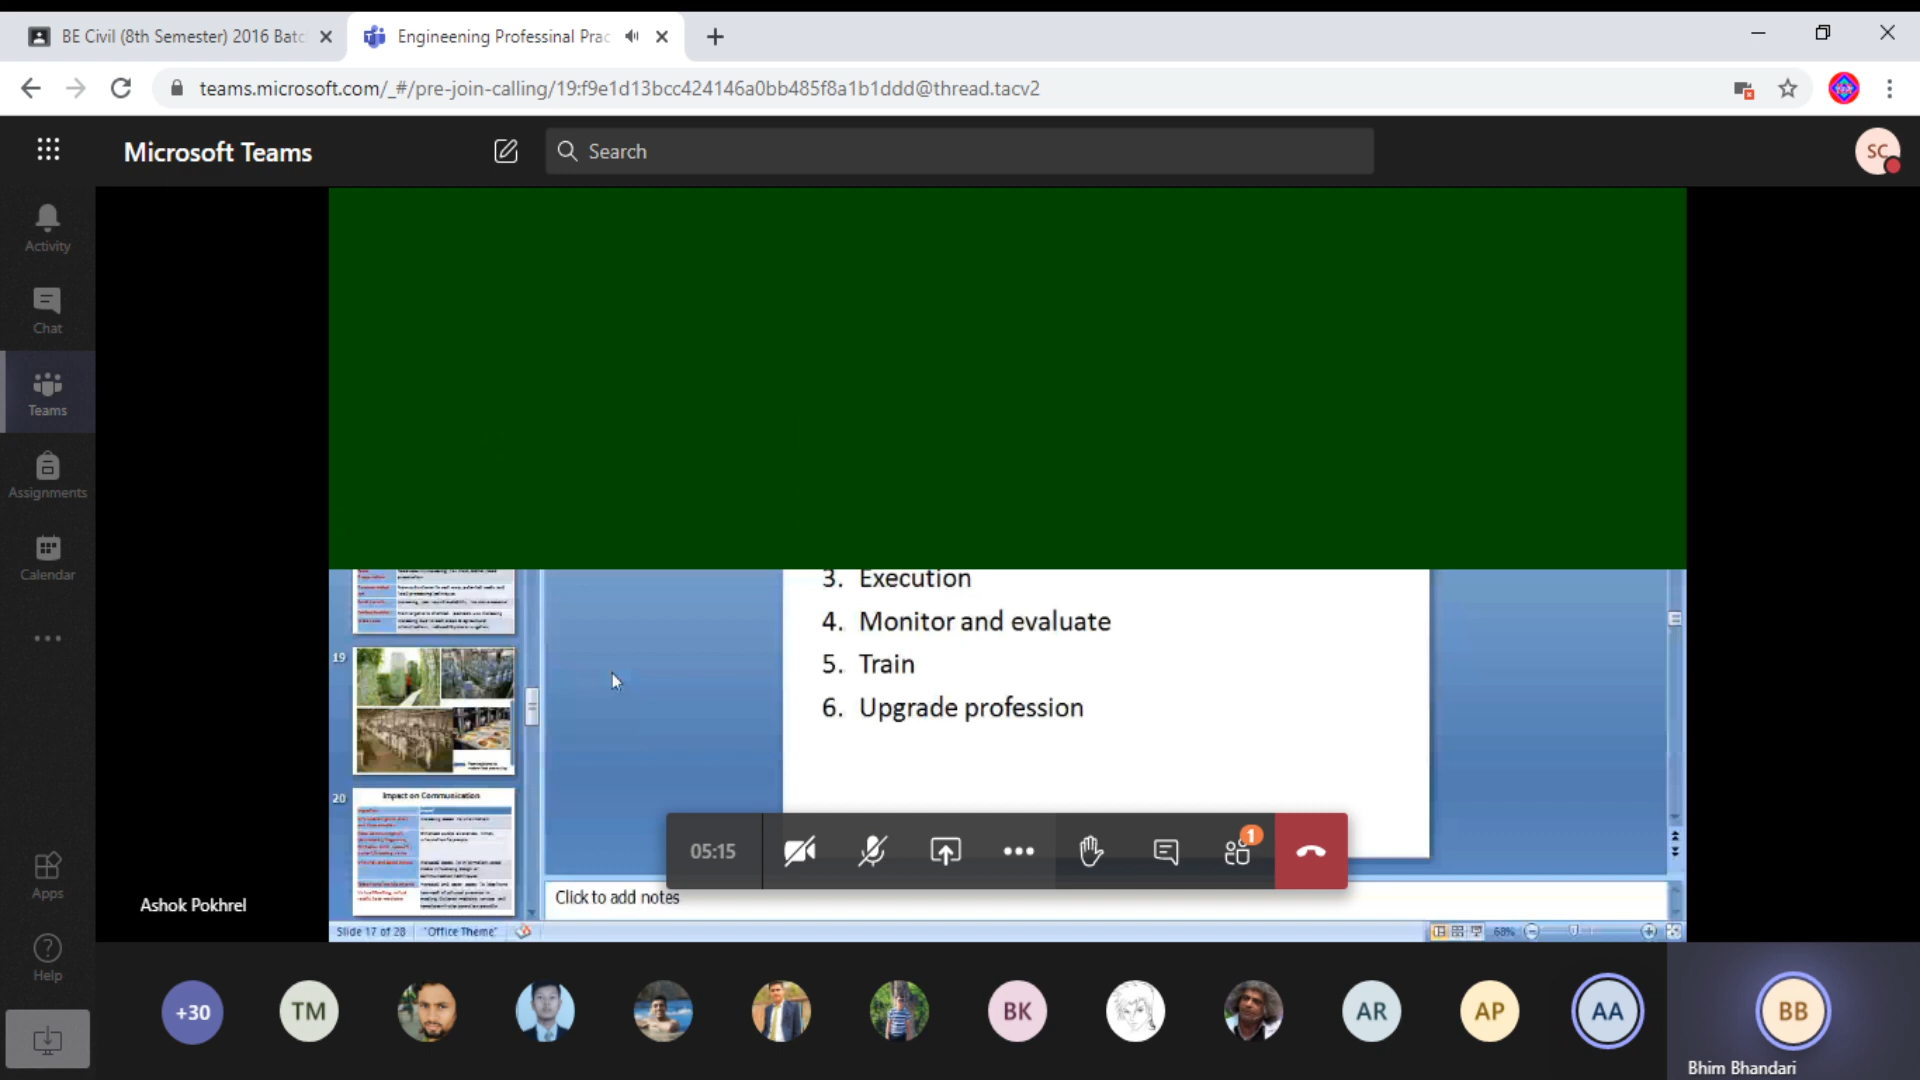 BE Civil (8th Semester) 2016 Batc
Engineering Professinal Prac
teams.microsoft.com/_#/pre-join-calling/19:f9e1d13bcc424146a0bb485f8a1b1ddd@thread.tacv2
Microsoft Teams
Search
SC
Activity
Chat
Teams
Assignments
Calendar
Apps
Help
3. Execution
4. Monitor and evaluate
5. Train
6. Upgrade profession
19
20
Impact on Communication
05:15
1
Click to add notes
Ashok Pokhrel
Slide 17 of 28
"Office Theme"
68%
+30
TM
BK
AR
AP
AA
BB
Bhim Bhandari